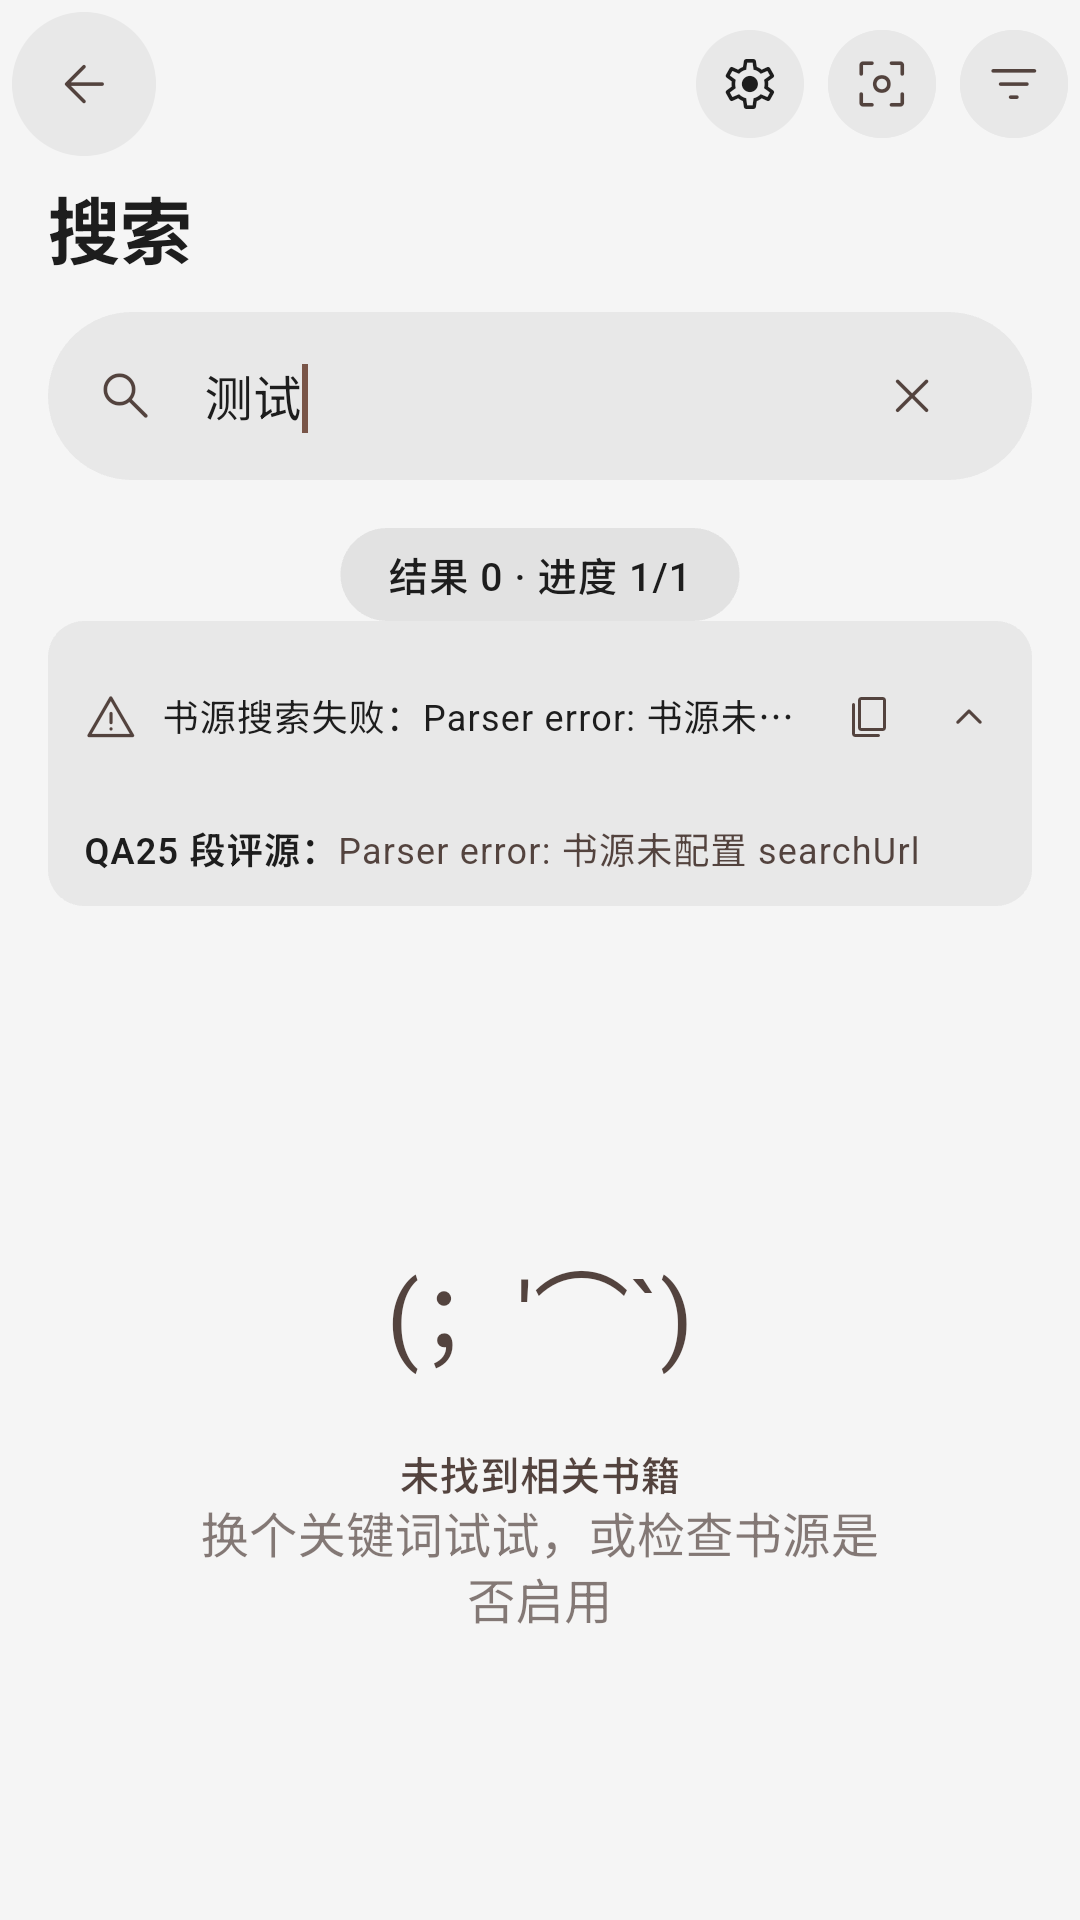 搜索
测试
结果 0 · 进度 1/1
书源搜索失败：Parser error: 书源未…
QA25 段评源：Parser error: 书源未配置 searchUrl
(；′⌒`)
未找到相关书籍
换个关键词试试，或检查书源是
否启用